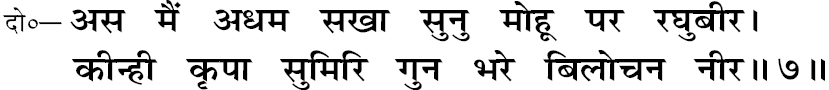 दो०— अस मैं अधम सखा सुनु मोहू पर रघुबीर।
कीन्ही कृपा सुमिरि गुन भरे बिलोचन नीर॥ ७॥